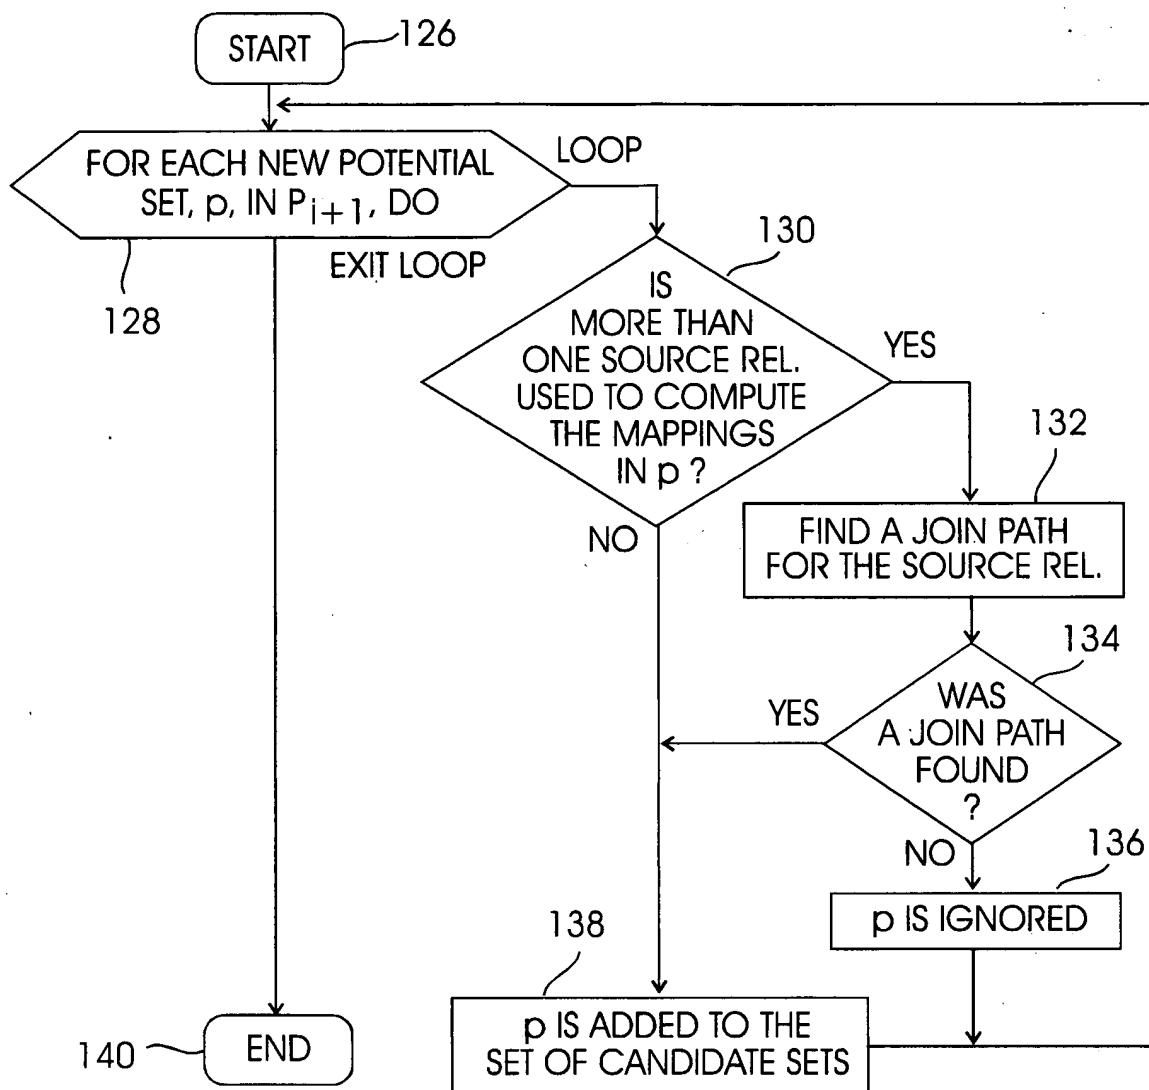 START
126
FOR EACH NEW POTENTIAL
SET, p, IN Pi+1, DO
LOOP
EXIT LOOP
128
130
IS
MORE THAN
ONE SOURCE REL.
USED TO COMPUTE
THE MAPPINGS
IN p ?
YES
NO
132
FIND A JOIN PATH
FOR THE SOURCE REL.
134
WAS
A JOIN PATH
FOUND
?
YES
NO
136
p IS IGNORED
138
p IS ADDED TO THE
SET OF CANDIDATE SETS
END
140